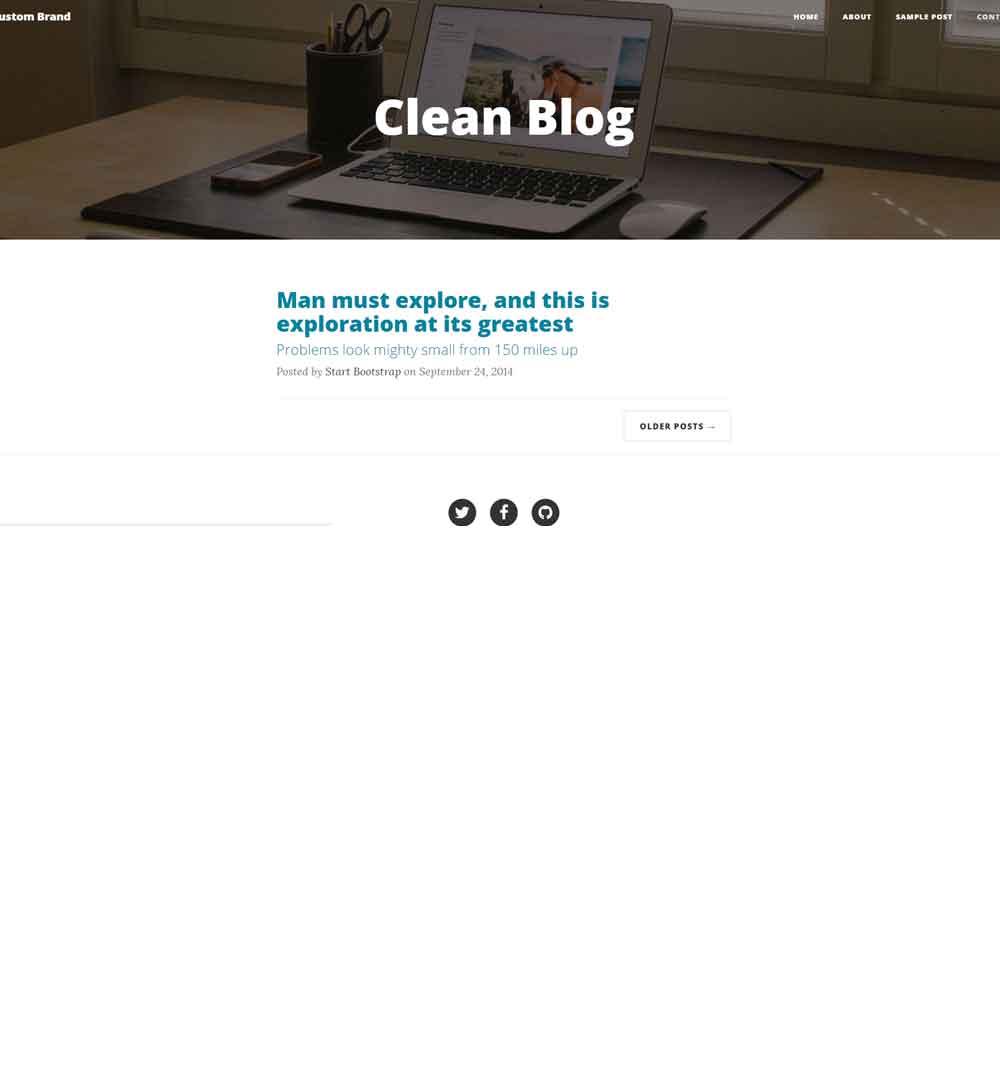 ustom Brand
HOME ABOUT SAMPLE POST CONT
Clean Blog
Man must explore, and this is
exploration at its greatest
Problems look mighty small from 150 miles up
Posted by Start Bootstrap on September 24, 2014
OLDER POSTS →